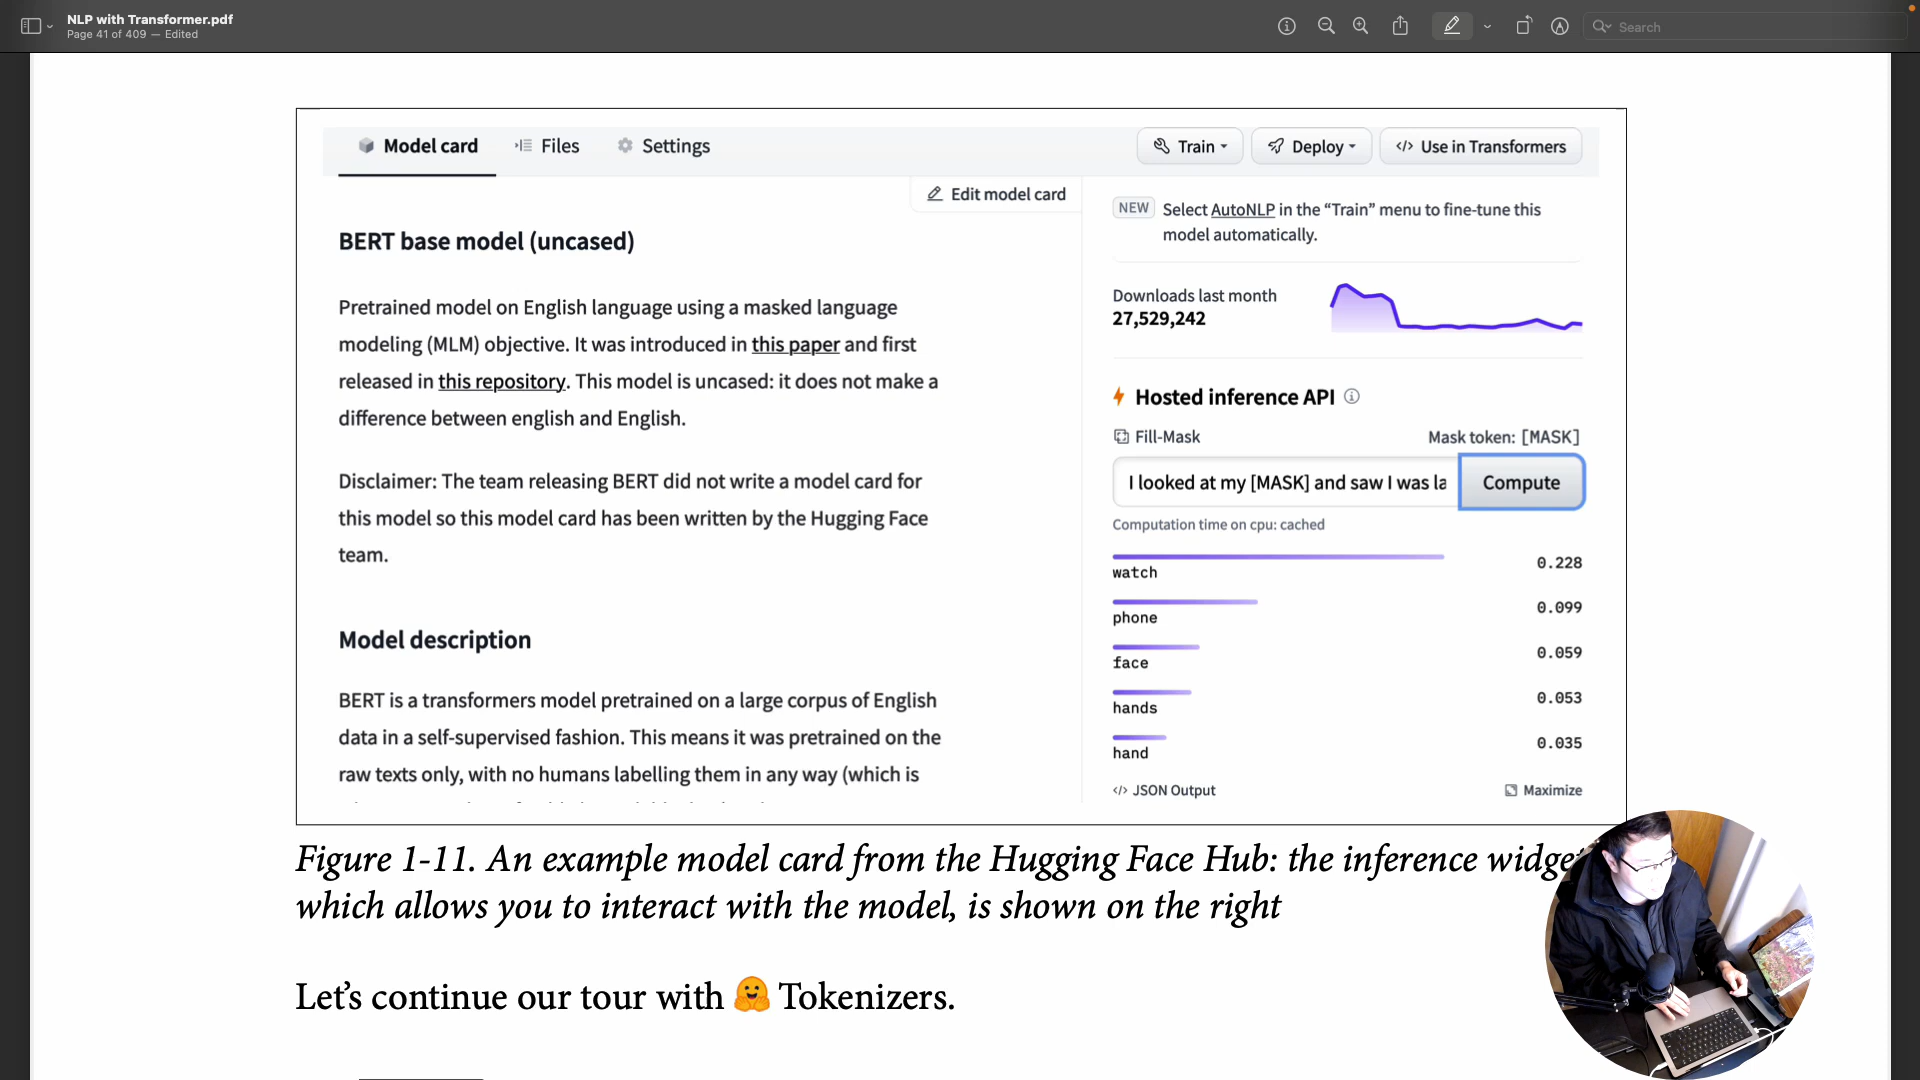 NLP with Transformer.pdf
Page 41 of 409 — Edited
Search
Model card
Files
Settings
Train
Deploy
</> Use in Transformers
Edit model card
BERT base model (uncased)
Pretrained model on English language using a masked language
modeling (MLM) objective. It was introduced in this paper and first
released in this repository. This model is uncased: it does not make a
difference between english and English.
Disclaimer: The team releasing BERT did not write a model card for
this model so this model card has been written by the Hugging Face
team.
Model description
BERT is a transformers model pretrained on a large corpus of English
data in a self-supervised fashion. This means it was pretrained on the
raw texts only, with no humans labelling them in any way (which is
NEW Select AutoNLP in the “Train” menu to fine-tune this
model automatically.
Downloads last month
27,529,242
Hosted inference API
Fill-Mask
Mask token: [MASK]
I looked at my [MASK] and saw I was la
Compute
Computation time on cpu: cached
watch 0.228
phone 0.099
face 0.059
hands 0.053
hand 0.035
</> JSON Output
Maximize
Figure 1-11. An example model card from the Hugging Face Hub: the inference
which allows you to interact with the model, is shown on the right
Let’s continue our tour with 🤗 Tokenizers.